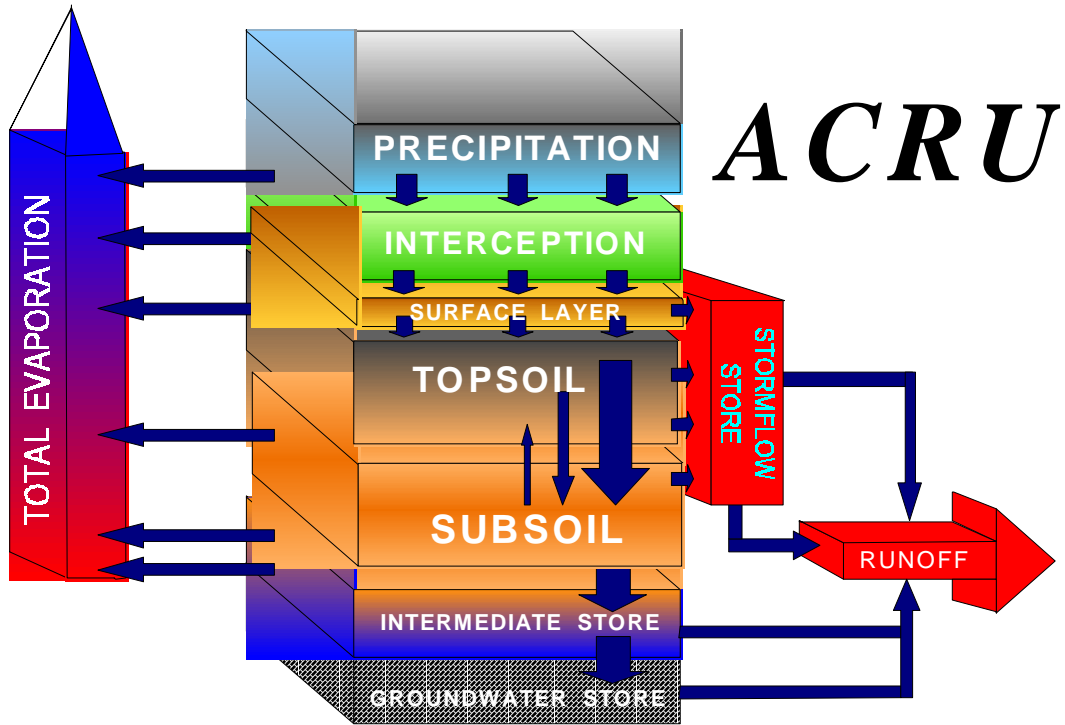 ACRU
PRECIPITATION
INTERCEPTION
SURFACE LAYER
TOPSOIL
SUBSOIL
INTERMEDIATE STORE
GROUNDWATER STORE
TOTAL EVAPORATION
STORMFLOW
STORE
RUNOFF